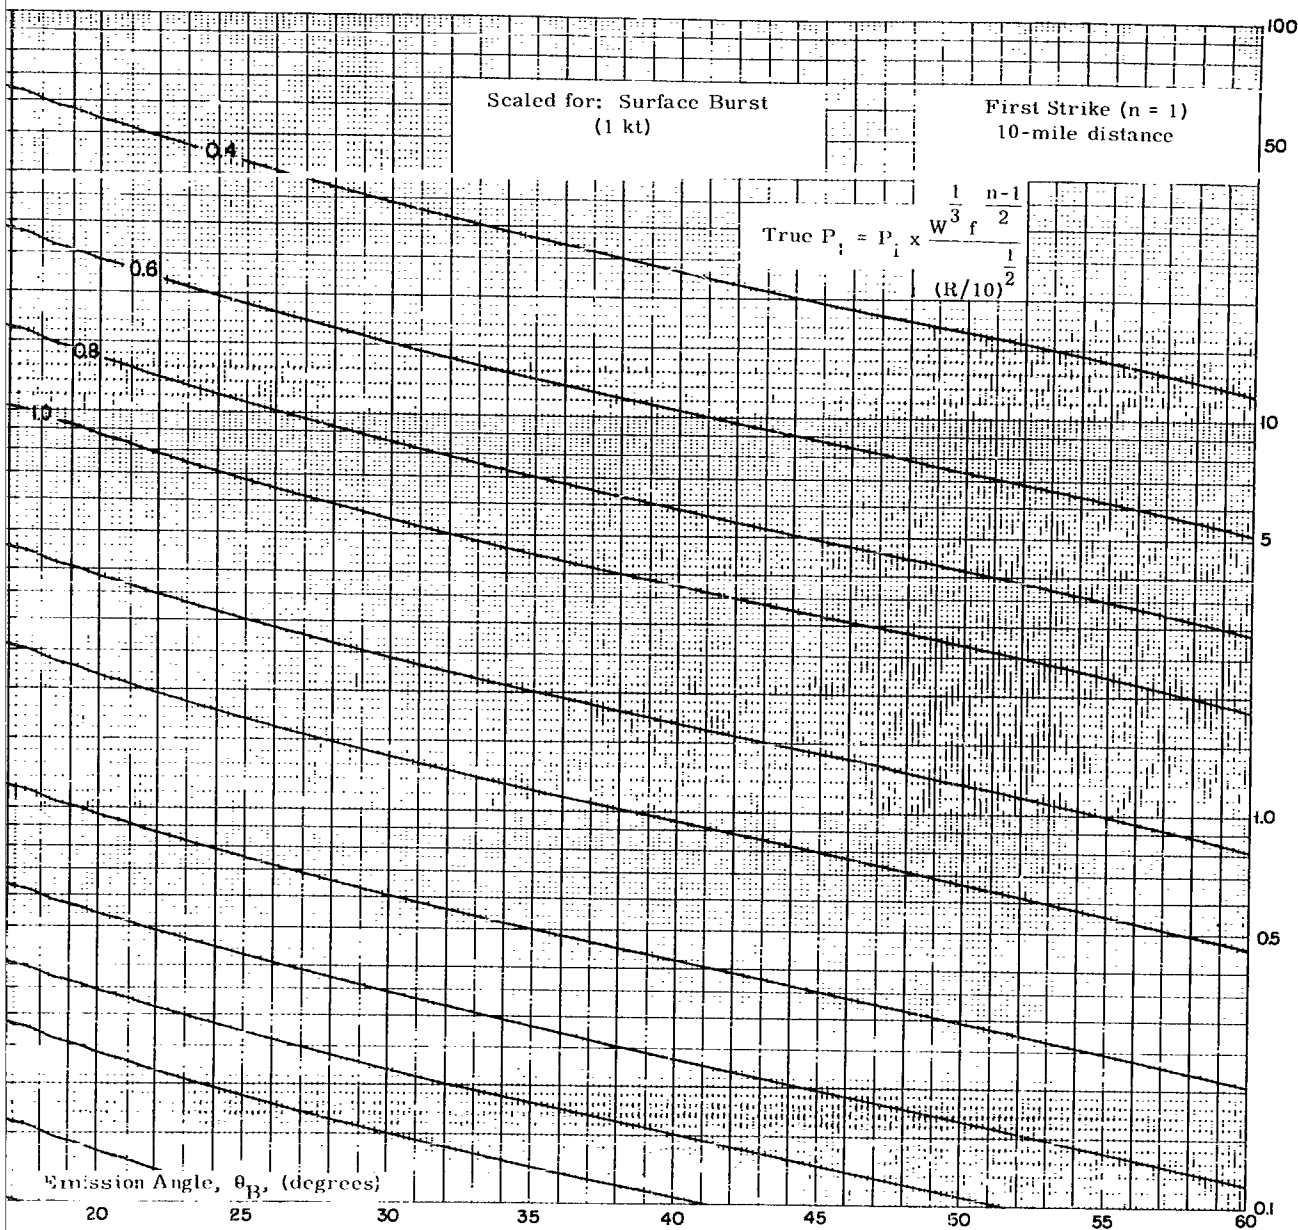 Scaled for: Surface Burst
(1 kt)
First Strike (n = 1)
10-mile distance
True P_i = P_i x W^(1/3) f^((n-1)/2) / (R/10)^(1/2)
0.4
0.6
0.8
1.0
100
50
10
5
1.0
0.5
0.1
Emission Angle, θ_B, (degrees)
20 25 30 35 40 45 50 55 60